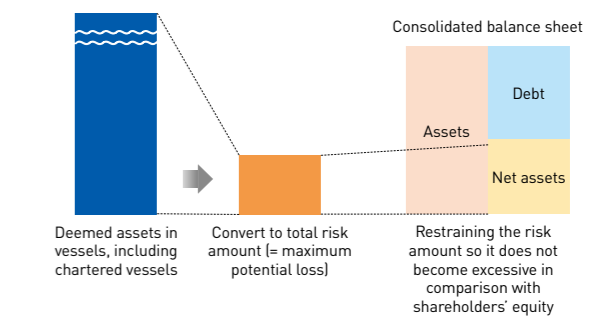 Consolidated balance sheet
Debt
Assets
Net assets
Deemed assets in
vessels, including
chartered vessels
Convert to total risk
amount (= maximum
potential loss)
Restraining the risk
amount so it does not
become excessive in
comparison with
shareholders’ equity